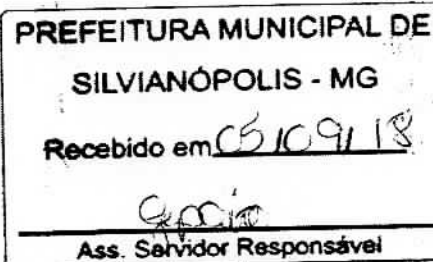 PREFEITURA MUNICIPAL DE
SILVIANÓPOLIS - MG
Recebido em 05/09/18
Ass. Servidor Responsável